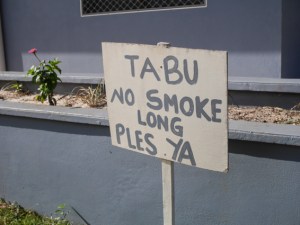 TABU
NO SMOKE
LONG
PLES YA